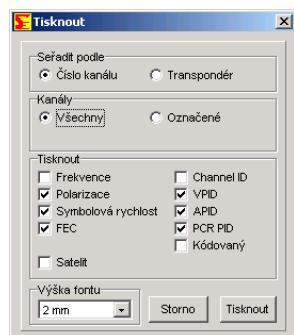 Tisknout
Seřadit podle
Číslo kanálu
Transpondér
Kanály
Všechny
Označené
Tisknout
Frekvence
Channel ID
Polarizace
VPID
Symbolová rychlost
APID
FEC
PCR PID
Kódovaný
Satelit
Výška fontu
2 mm
Storno
Tisknout